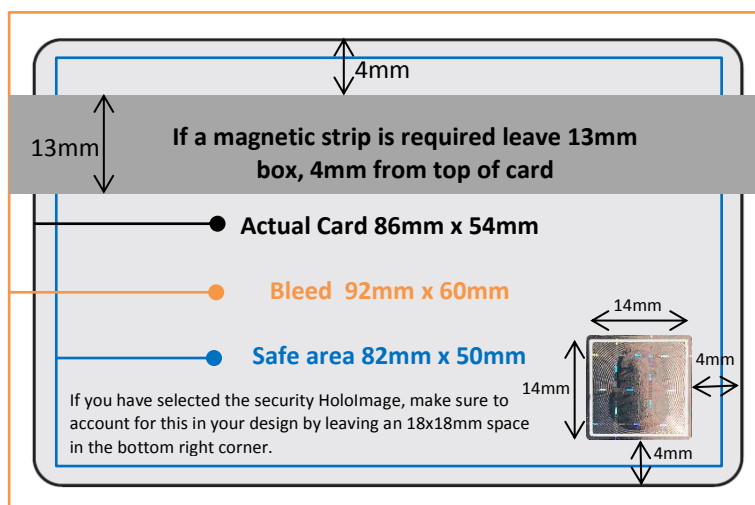 4mm
13mm
If a magnetic strip is required leave 13mm
box, 4mm from top of card
Actual Card 86mm x 54mm
Bleed  92mm x 60mm
Safe area 82mm x 50mm
14mm
4mm
14mm
If you have selected the security HoloImage, make sure to
account for this in your design by leaving an 18x18mm space
in the bottom right corner.
4mm